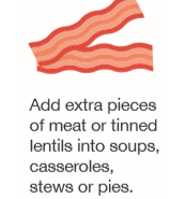 Add extra pieces
of meat or tinned
lentils into soups,
casseroles,
stews or pies.